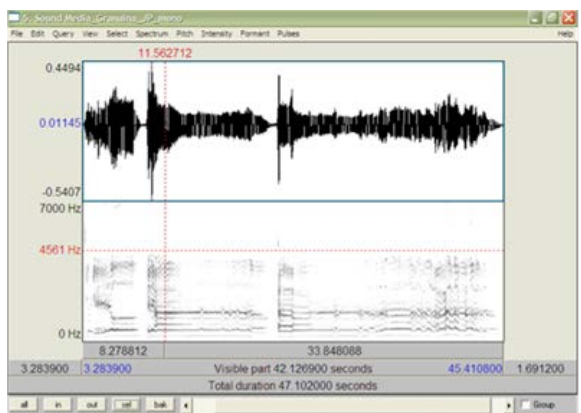 5. Sound Media_Granulins_JP_mono
File Edit Query View Select Spectrum Pitch Intensity Formant Pulses Help
11.562712
0.4494
0.01145
-0.5407
7000 Hz
4561 Hz
0 Hz
8.278812 33.848088
3.283900 3.283900 Visible part 42.126900 seconds 45.410800 1.691200
Total duration 47.102000 seconds
all in out sel bak Group